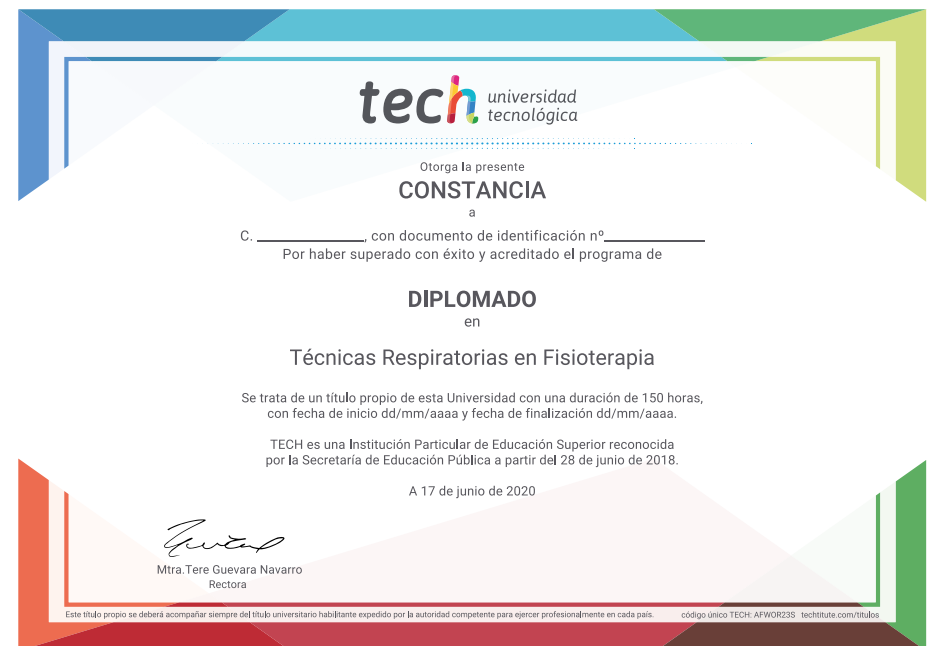 tech universidad
tecnológica
Otorga la presente
CONSTANCIA
a
C. ______________, con documento de identificación nº_____________
Por haber superado con éxito y acreditado el programa de
DIPLOMADO
en
Técnicas Respiratorias en Fisioterapia
Se trata de un título propio de esta Universidad con una duración de 150 horas,
con fecha de inicio dd/mm/aaaa y fecha de finalización dd/mm/aaaa.
TECH es una Institución Particular de Educación Superior reconocida
por la Secretaría de Educación Pública a partir del 28 de junio de 2018.
A 17 de junio de 2020
Mtra.Tere Guevara Navarro
Rectora
Este título propio se deberá acompañar siempre del título universitario habilitante expedido por la autoridad competente para ejercer profesionalmente en cada país. código único TECH: AFWOR23S techtitute.com/titulos